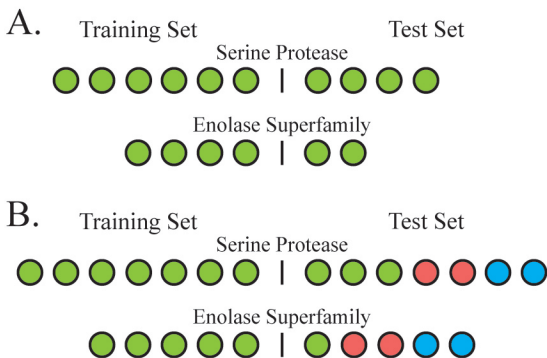 A.
Training Set Test Set
Serine Protease
Enolase Superfamily
B.
Training Set Test Set
Serine Protease
Enolase Superfamily